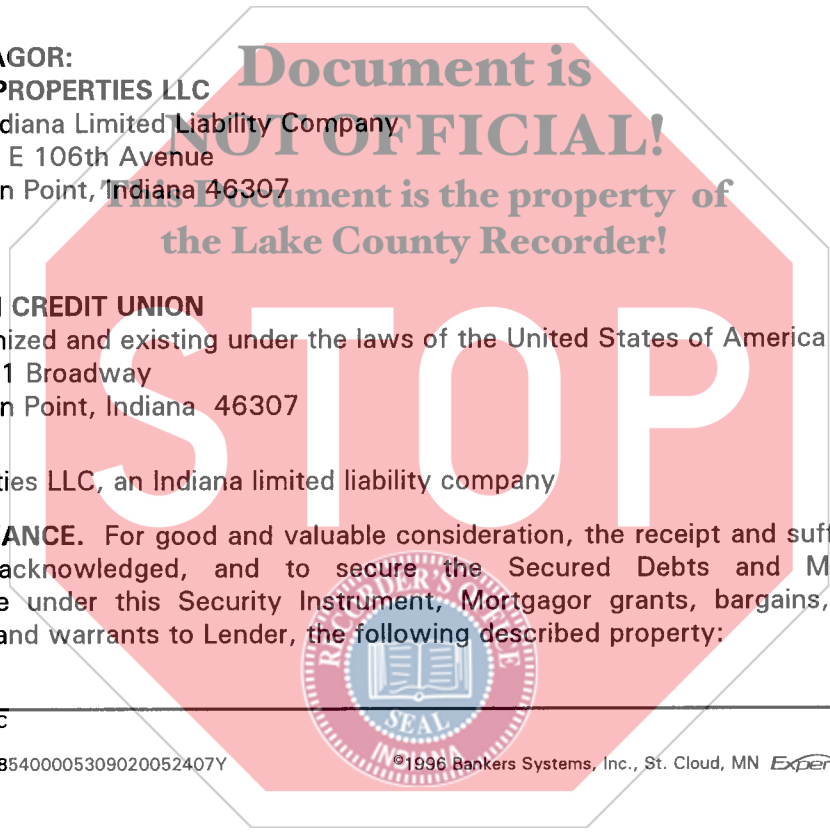 AGOR:
PROPERTIES LLC
diana Limited Liability Company
E 106th Avenue
n Point, Indiana 46307
Document is
NOT OFFICIAL!
This Document is the property of
the Lake County Recorder!
CREDIT UNION
nized and existing under the laws of the United States of America
1 Broadway
n Point, Indiana 46307
STOP
ties LLC, an Indiana limited liability company
ANCE. For good and valuable consideration, the receipt and suff
acknowledged, and to secure the Secured Debts and M
e under this Security Instrument, Mortgagor grants, bargains,
and warrants to Lender, the following described property:
RECORDER'S OFFICE
SEAL
INDIANA
C
85400005309020052407Y
©1996 Bankers Systems, Inc., St. Cloud, MN Exper